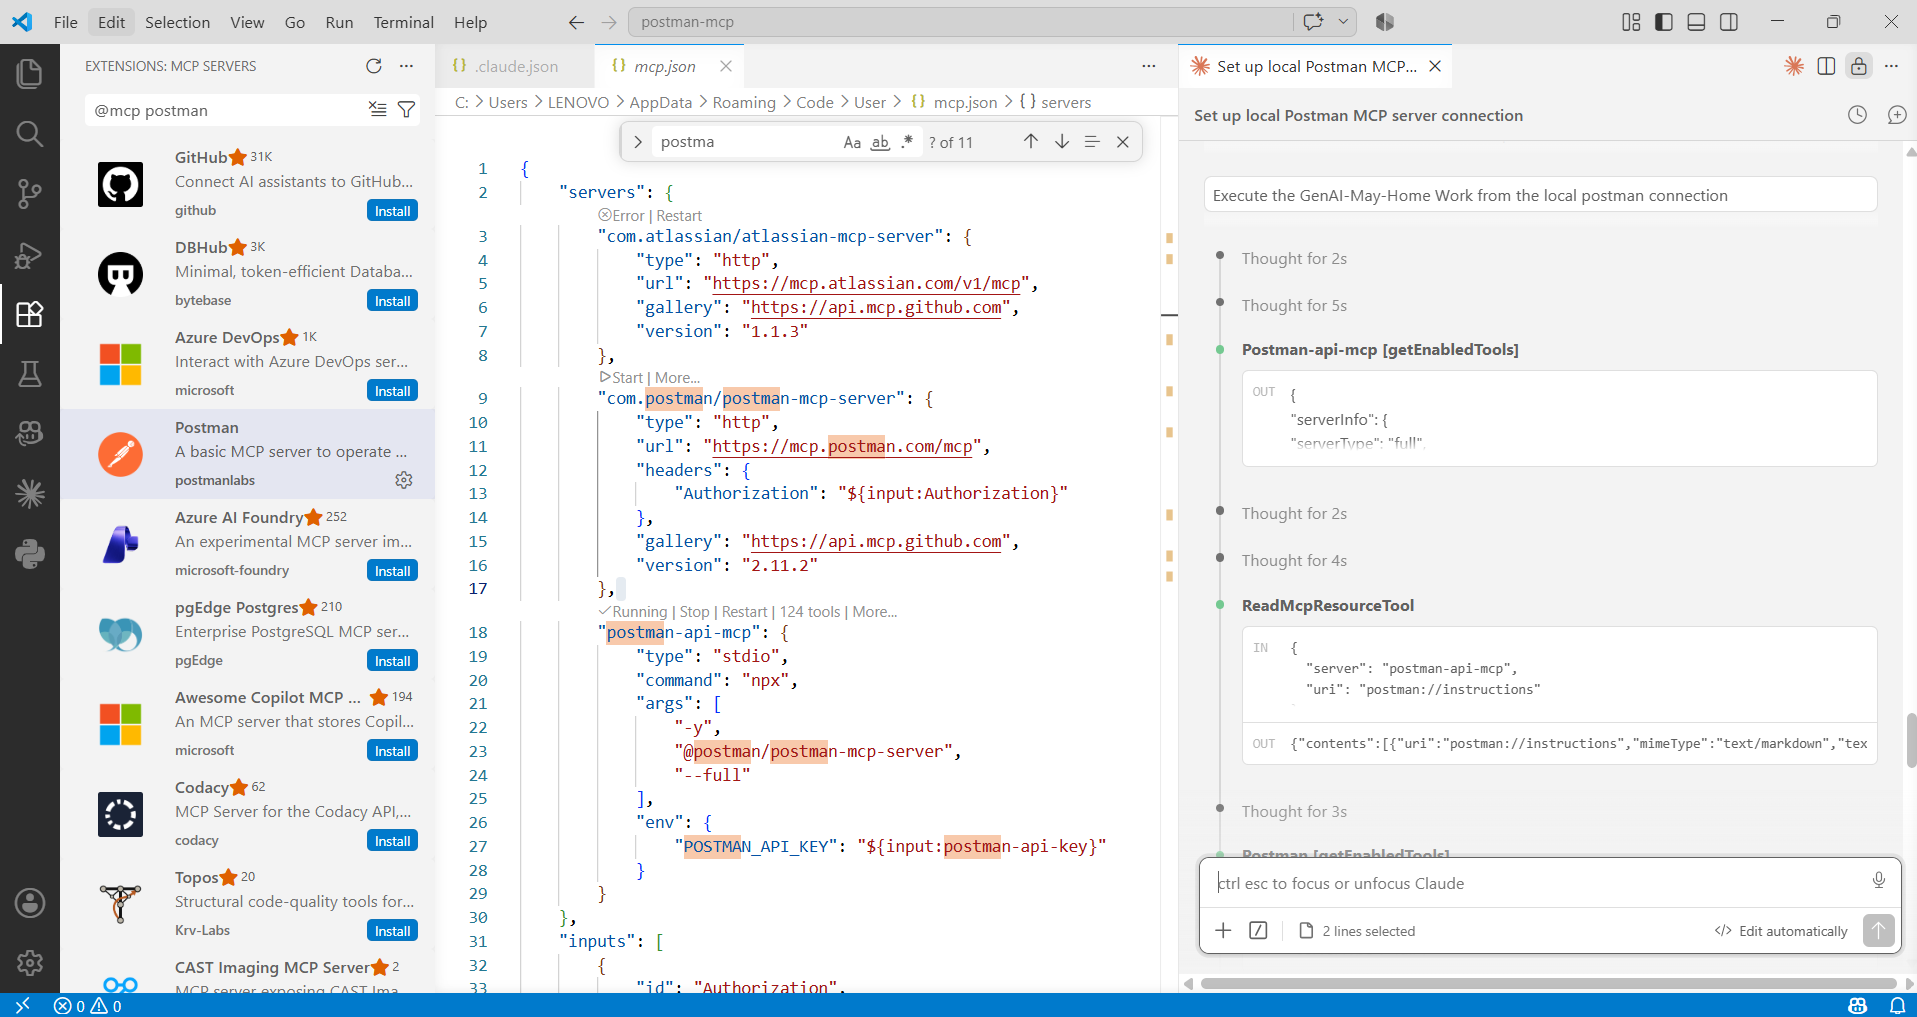 File Edit Selection View Go Run Terminal Help
postman-mcp
EXTENSIONS: MCP SERVERS
@mcp postman
GitHub 31K
Connect AI assistants to GitHub...
github Install
DBHub 3K
Minimal, token-efficient Databa...
bytebase Install
Azure DevOps 1K
Interact with Azure DevOps ser...
microsoft Install
Postman
A basic MCP server to operate ...
postmanlabs
Azure AI Foundry 252
An experimental MCP server im...
microsoft-foundry Install
pgEdge Postgres 210
Enterprise PostgreSQL MCP ser...
pgEdge Install
Awesome Copilot MCP ... 194
An MCP server that stores Copil...
microsoft Install
Codacy 62
MCP Server for the Codacy API,...
codacy Install
Topos 20
Structural code-quality tools for...
Krv-Labs Install
CAST Imaging MCP Server 2
MCP server exposing CAST Ima
{} .claude.json
{} mcp.json
C: > Users > LENOVO > AppData > Roaming > Code > User > {} mcp.json > {} servers
postma Aa ab .* ? of 11
1 {
2 "servers": {
Error | Restart
3 "com.atlassian/atlassian-mcp-server": {
4 "type": "http",
5 "url": "https://mcp.atlassian.com/v1/mcp",
6 "gallery": "https://api.mcp.github.com",
7 "version": "1.1.3"
8 },
Start | More...
9 "com.postman/postman-mcp-server": {
10 "type": "http",
11 "url": "https://mcp.postman.com/mcp",
12 "headers": {
13 "Authorization": "${input:Authorization}"
14 },
15 "gallery": "https://api.mcp.github.com",
16 "version": "2.11.2"
17 },
Running | Stop | Restart | 124 tools | More...
18 "postman-api-mcp": {
19 "type": "stdio",
20 "command": "npx",
21 "args": [
22 "-y",
23 "@postman/postman-mcp-server",
24 "--full"
25 ],
26 "env": {
27 "POSTMAN_API_KEY": "${input:postman-api-key}"
28 }
29 }
30 },
31 "inputs": [
32 {
33 "id": "Authorization",
Set up local Postman MCP...
Set up local Postman MCP server connection
Execute the GenAI-May-Home Work from the local postman connection
Thought for 2s
Thought for 5s
Postman-api-mcp [getEnabledTools]
OUT {
"serverInfo": {
"serverType": "full",
Thought for 2s
Thought for 4s
ReadMcpResourceTool
IN {
"server": "postman-api-mcp",
"uri": "postman://instructions"
OUT {"contents":[{"uri":"postman://instructions","mimeType":"text/markdown","tex
Thought for 3s
Postman [getEnabledTools]
ctrl esc to focus or unfocus Claude
2 lines selected
</> Edit automatically
0 0